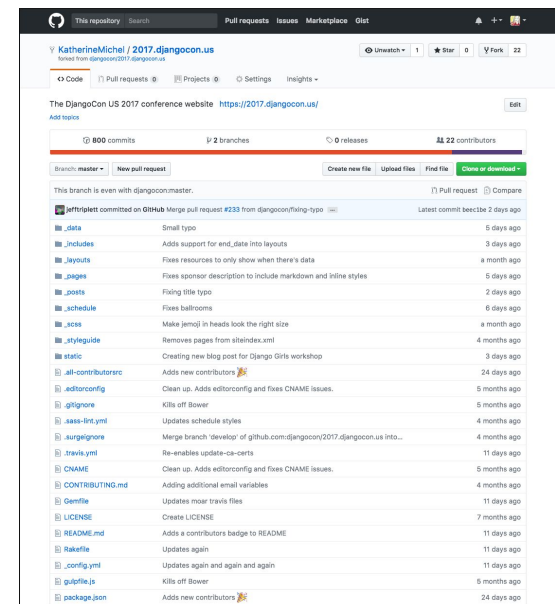 This repository Search Pull requests Issues Marketplace Gist
KatherineMichel / 2017.djangocon.us Unwatch 1 Star 0 Fork 22
forked from djangocon/2017.djangocon.us
Code Pull requests 0 Projects 0 Settings Insights
The DjangoCon US 2017 conference website https://2017.djangocon.us/ Edit
Add topics
800 commits 2 branches 0 releases 22 contributors
Branch: master New pull request Create new file Upload files Find file Clone or download
This branch is even with djangocon:master. Pull request Compare
jefftriplett committed on GitHub Merge pull request #233 from djangocon/fixing-typo ... Latest commit beec1be 2 days ago
_data Small typo 5 days ago
_includes Adds support for end_date into layouts 3 days ago
_layouts Fixes resources to only show when there's data a month ago
_pages Fixes sponsor description to include markdown and inline styles 5 days ago
_posts Fixing title typo 2 days ago
_schedule Fixes ballrooms 6 days ago
_scss Make jemoji in heads look the right size a month ago
_styleguide Removes pages from siteindex.xml 4 months ago
static Creating new blog post for Django Girls workshop 3 days ago
.all-contributorsrc Adds new contributors 🎉 24 days ago
.editorconfig Clean up. Adds editorconfig and fixes CNAME issues. 5 months ago
.gitignore Kills off Bower 5 months ago
.sass-lint.yml Updates schedule styles 4 months ago
.surgeignore Merge branch 'develop' of github.com:djangocon/2017.djangocon.us into... 4 months ago
.travis.yml Re-enables update-ca-certs 11 days ago
CNAME Clean up. Adds editorconfig and fixes CNAME issues. 5 months ago
CONTRIBUTING.md Adding additional email variables 4 months ago
Gemfile Updates moar travis files 11 days ago
LICENSE Create LICENSE 7 months ago
README.md Adds a contributors badge to README 11 days ago
Rakefile Updates again 11 days ago
_config.yml Updates again and again and again 11 days ago
gulpfile.js Kills off Bower 5 months ago
package.json Adds new contributors 🎉 24 days ago